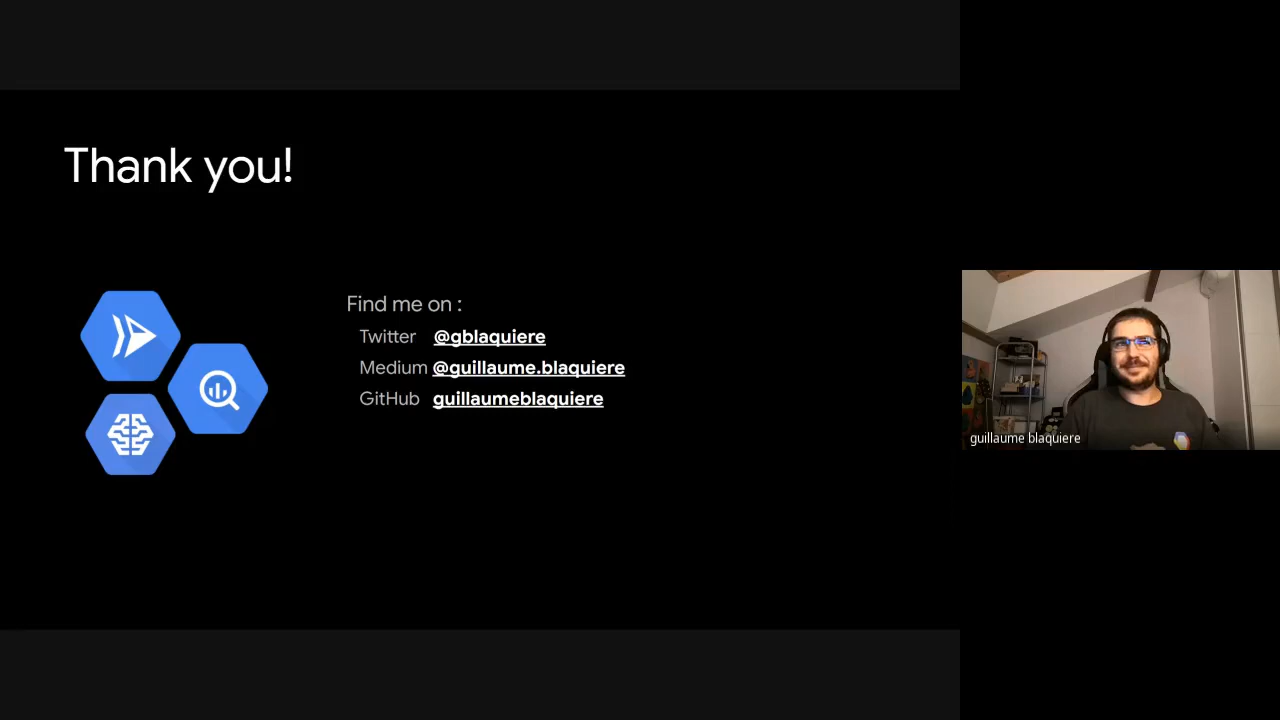 Thank you!
Find me on :
Twitter @gblaquiere
Medium @guillaume.blaquiere
GitHub guillaumeblaquiere
guillaume blaquiere